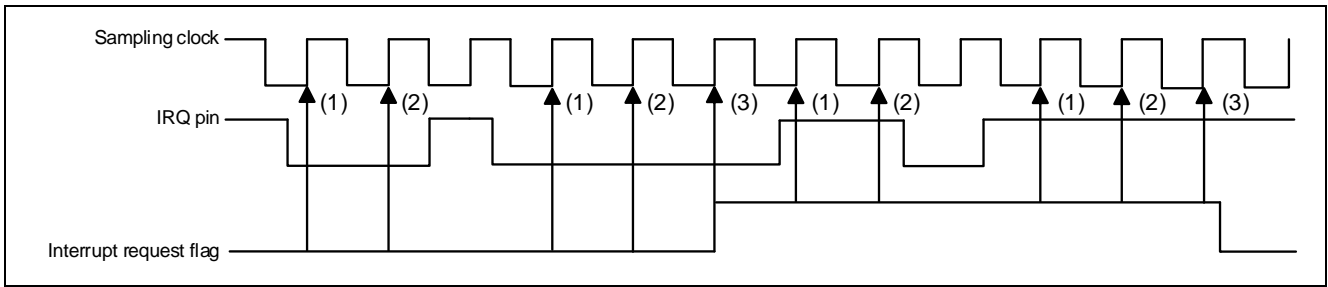 Sampling clock
(1) (2) (1) (2) (3) (1) (2) (1) (2) (3)
IRQ pin
Interrupt request flag